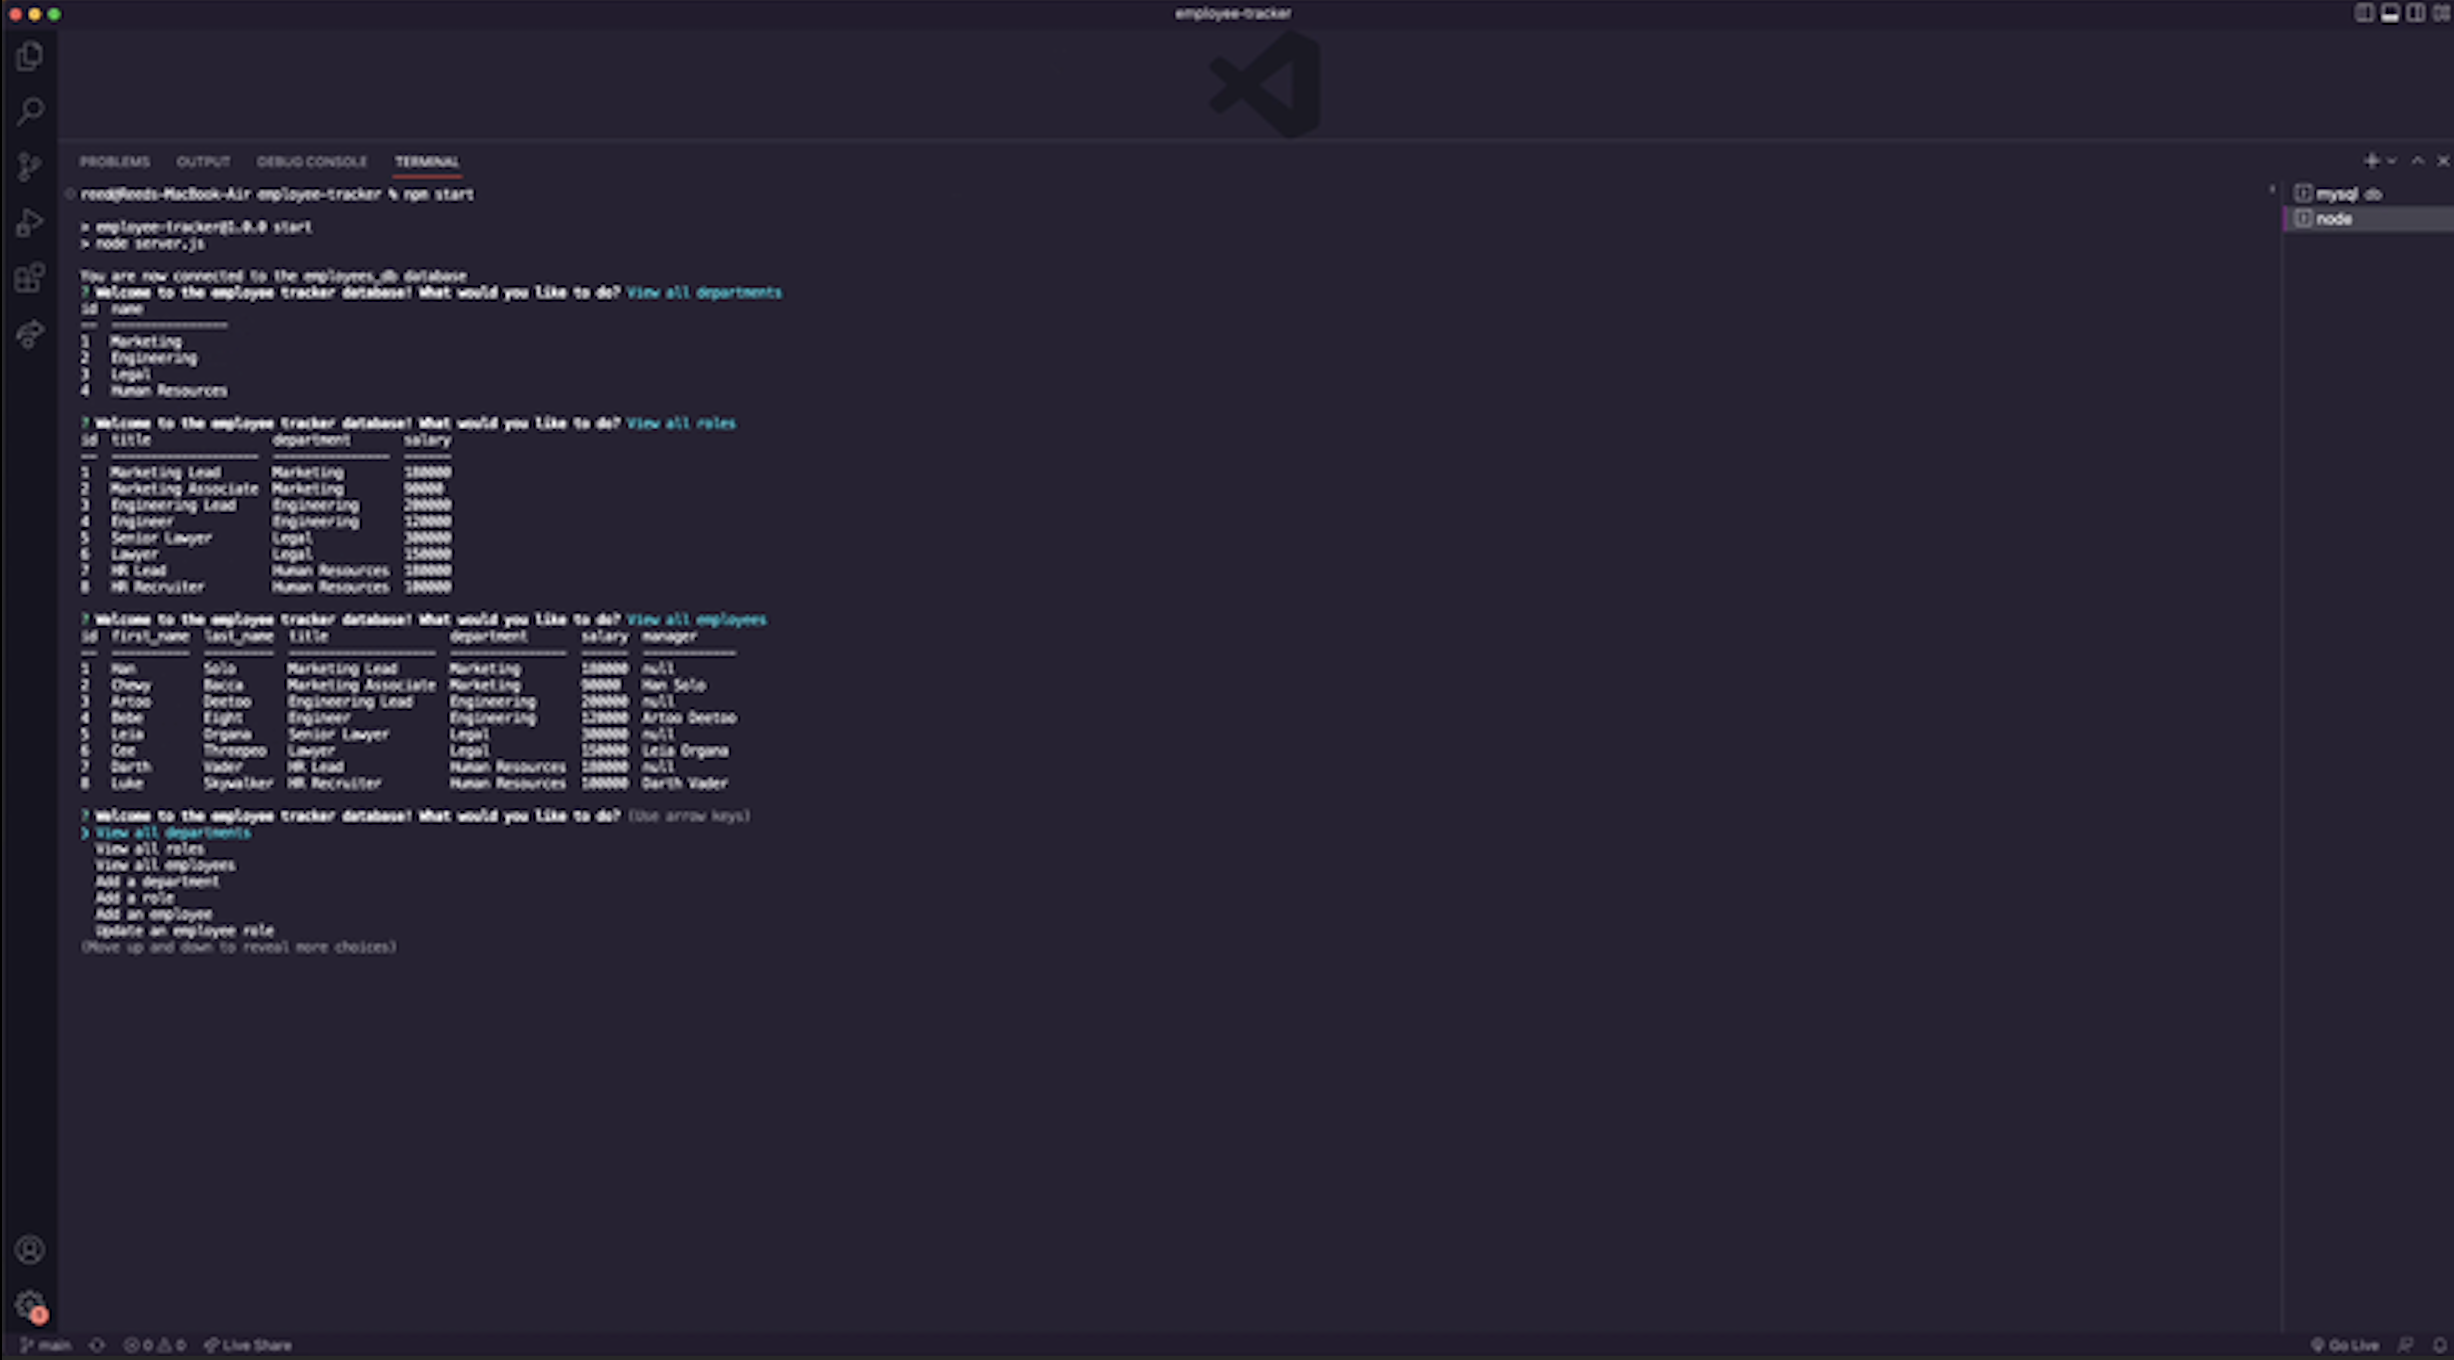 employee-tracker
PROBLEMS OUTPUT DEBUG CONSOLE TERMINAL
reed@Reeds-MacBook-Air employee-tracker % npm start
mysql db
node
> employee-tracker@1.0.0 start
> node server.js
You are now connected to the employees_db database
? Welcome to the employee tracker database! What would you like to do? View all departments
id name
-- ---------------
1 Marketing
2 Engineering
3 Legal
4 Human Resources
? Welcome to the employee tracker database! What would you like to do? View all roles
id title department salary
-- ------------------- --------------- ------
1 Marketing Lead Marketing 180000
2 Marketing Associate Marketing 90000
3 Engineering Lead Engineering 200000
4 Engineer Engineering 120000
5 Senior Lawyer Legal 300000
6 Lawyer Legal 150000
7 HR Lead Human Resources 180000
8 HR Recruiter Human Resources 100000
? Welcome to the employee tracker database! What would you like to do? View all employees
id first_name last_name title department salary manager
-- ---------- --------- ------------------- --------------- ------ ------------
1 Han Solo Marketing Lead Marketing 180000 null
2 Chewy Bacca Marketing Associate Marketing 90000 Han Solo
3 Artoo Deetoo Engineering Lead Engineering 200000 null
4 Bebe Eight Engineer Engineering 120000 Artoo Deetoo
5 Leia Organa Senior Lawyer Legal 300000 null
6 Cee Threepeo Lawyer Legal 150000 Leia Organa
7 Darth Vader HR Lead Human Resources 180000 null
8 Luke Skywalker HR Recruiter Human Resources 100000 Darth Vader
? Welcome to the employee tracker database! What would you like to do? (Use arrow keys)
❯ View all departments
View all roles
View all employees
Add a department
Add a role
Add an employee
Update an employee role
(Move up and down to reveal more choices)
main 0 0 Live Share Go Live